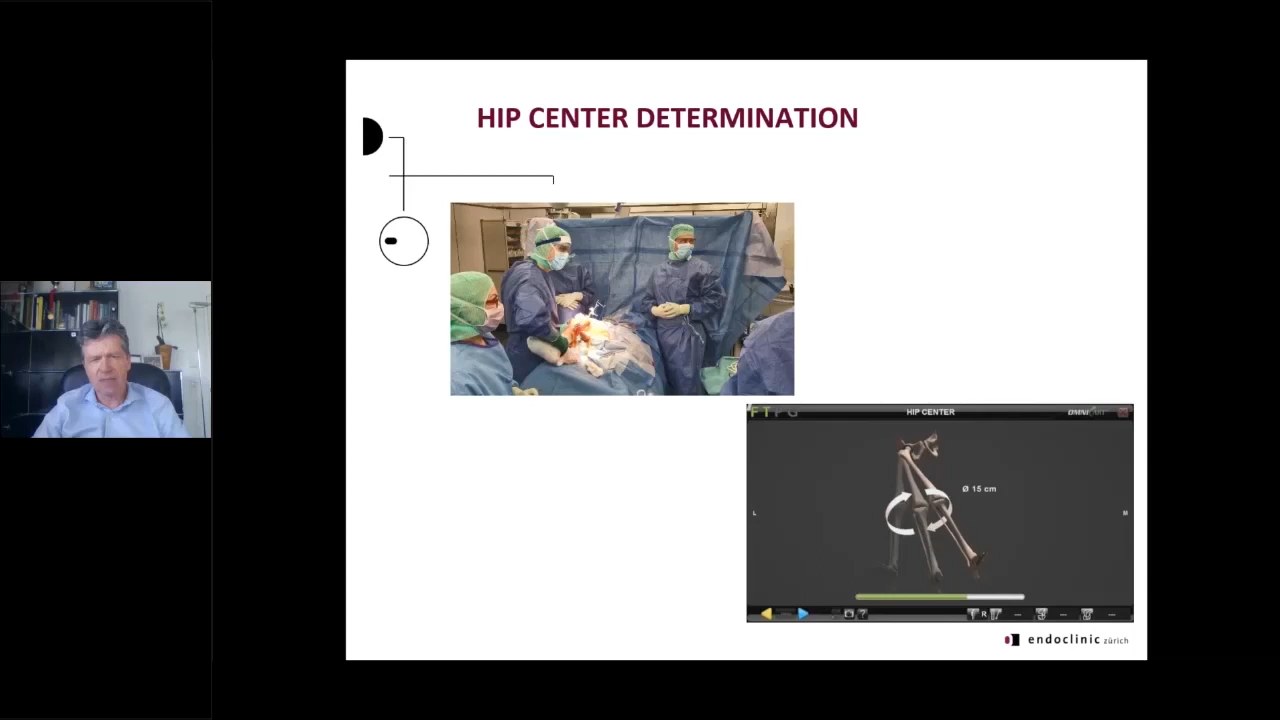 HIP CENTER DETERMINATION
F T P G
HIP CENTER
Ø 15 cm
L
M
R
?
endoclinic zürich